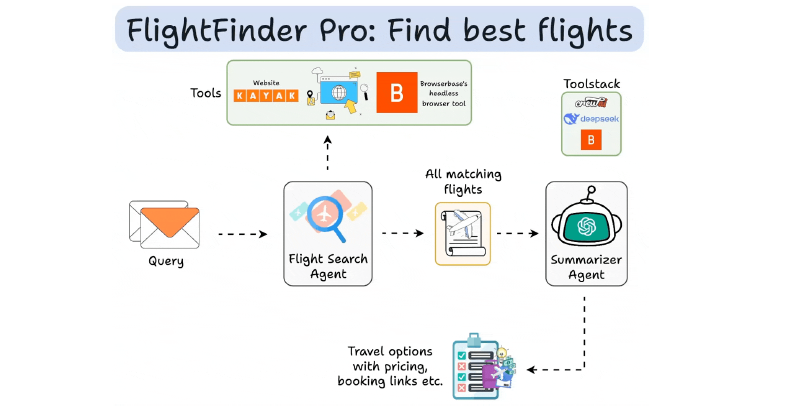 FlightFinder Pro: Find best flights
Tools
Website
KAYAK
B
Browserbase's
headless
browser tool
Toolstack
crewai
deepseek
B
Query
Flight Search
Agent
All matching
flights
Summarizer
Agent
Travel options
with pricing,
booking links etc.